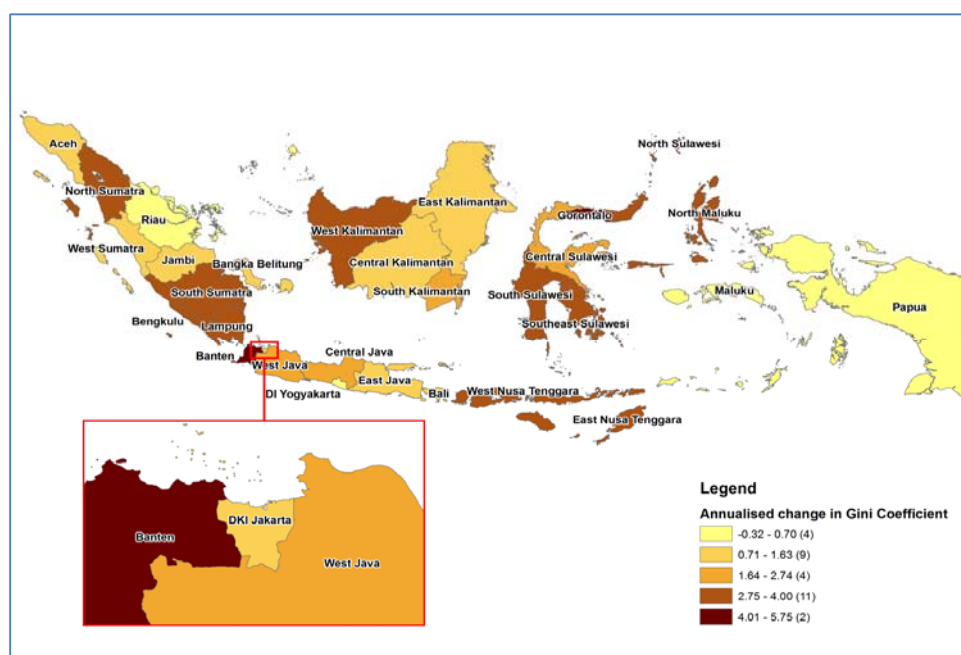 North Sulawesi
Aceh
North Sumatra
East Kalimantan
North Maluku
Riau
Gorontalo
West Kalimantan
West Sumatra
Jambi
Central Sulawesi
Bangka Belitung
Central Kalimantan
South Sumatra
South Kalimantan
South Sulawesi
Maluku
Papua
Bengkulu
Lampung
Southeast Sulawesi
Banten
Central Java
West Java
East Java
DI Yogyakarta
Bali
West Nusa Tenggara
East Nusa Tenggara
DKI Jakarta
Banten
West Java
Legend
Annualised change in Gini Coefficient
-0.32 - 0.70 (4)
0.71 - 1.63 (9)
1.64 - 2.74 (4)
2.75 - 4.00 (11)
4.01 - 5.75 (2)